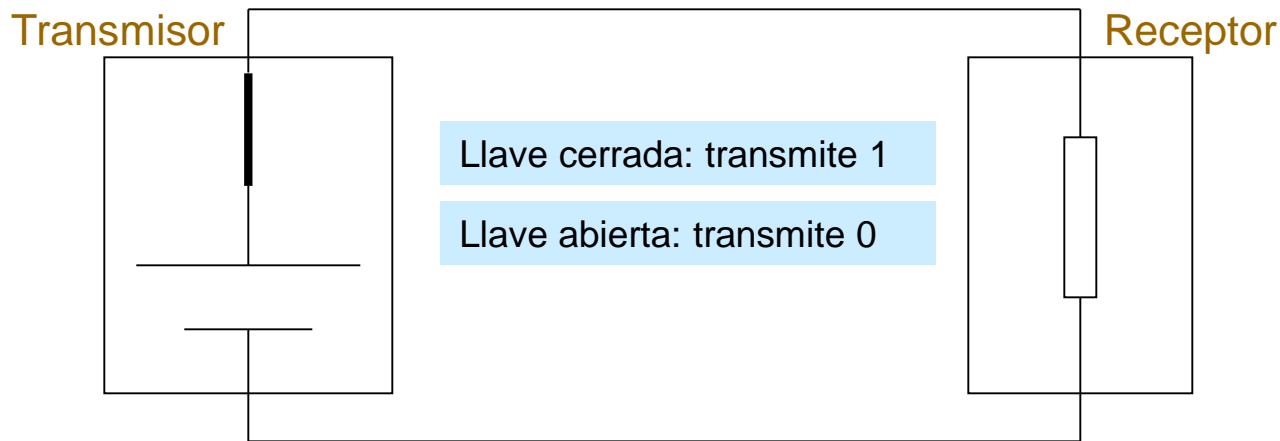 Transmisor
Receptor
Llave cerrada: transmite 1
Llave abierta: transmite 0